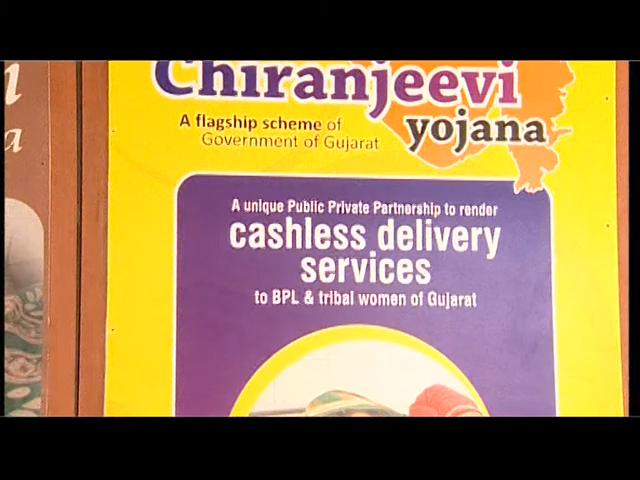 Chiranjeevi
yojana
A flagship scheme of
Government of Gujarat
A unique Public Private Partnership to render
cashless delivery
services
to BPL & tribal women of Gujarat